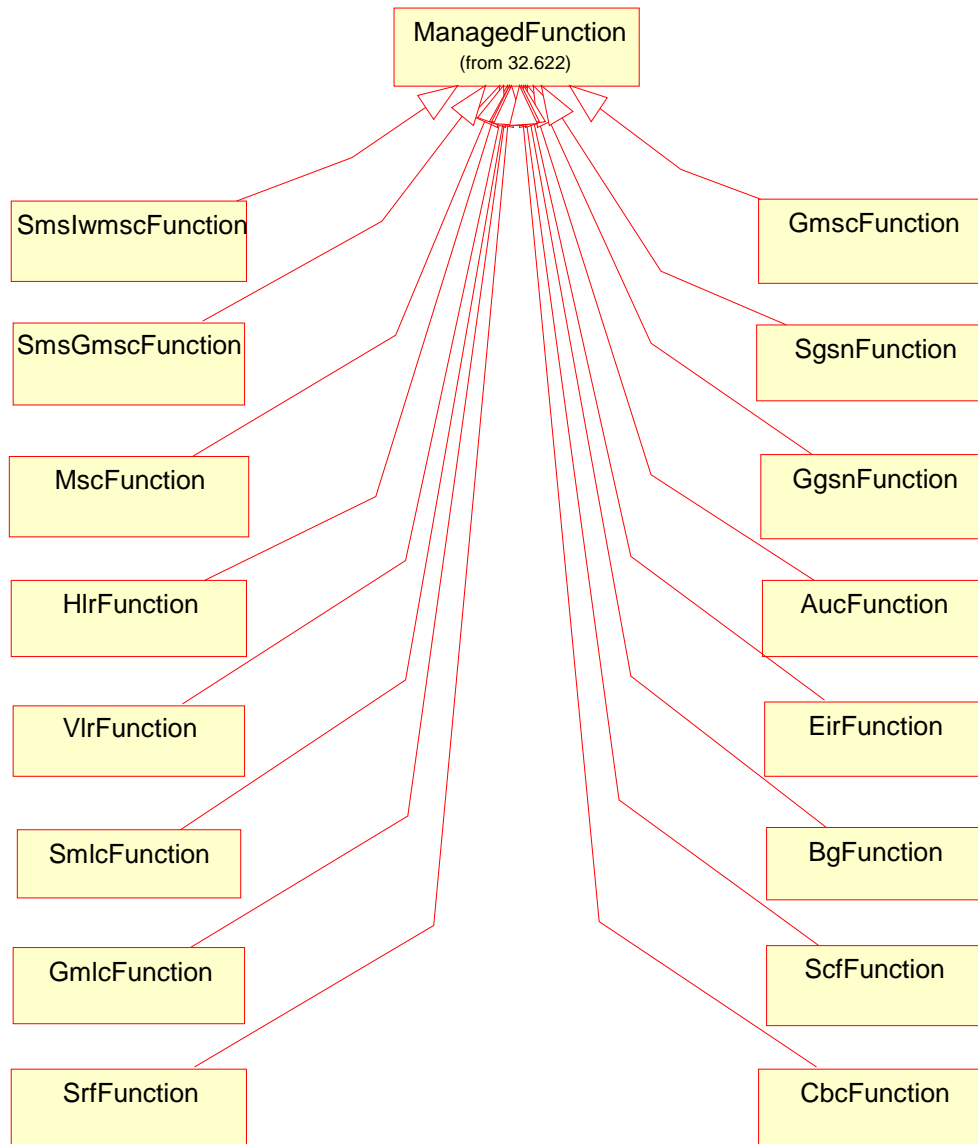 ManagedFunction
(from 32.622)
SmsIwmscFunction
GmscFunction
SmsGmscFunction
SgsnFunction
MscFunction
GgsnFunction
HlrFunction
AucFunction
VlrFunction
EirFunction
SmlcFunction
BgFunction
GmlcFunction
ScfFunction
SrfFunction
CbcFunction